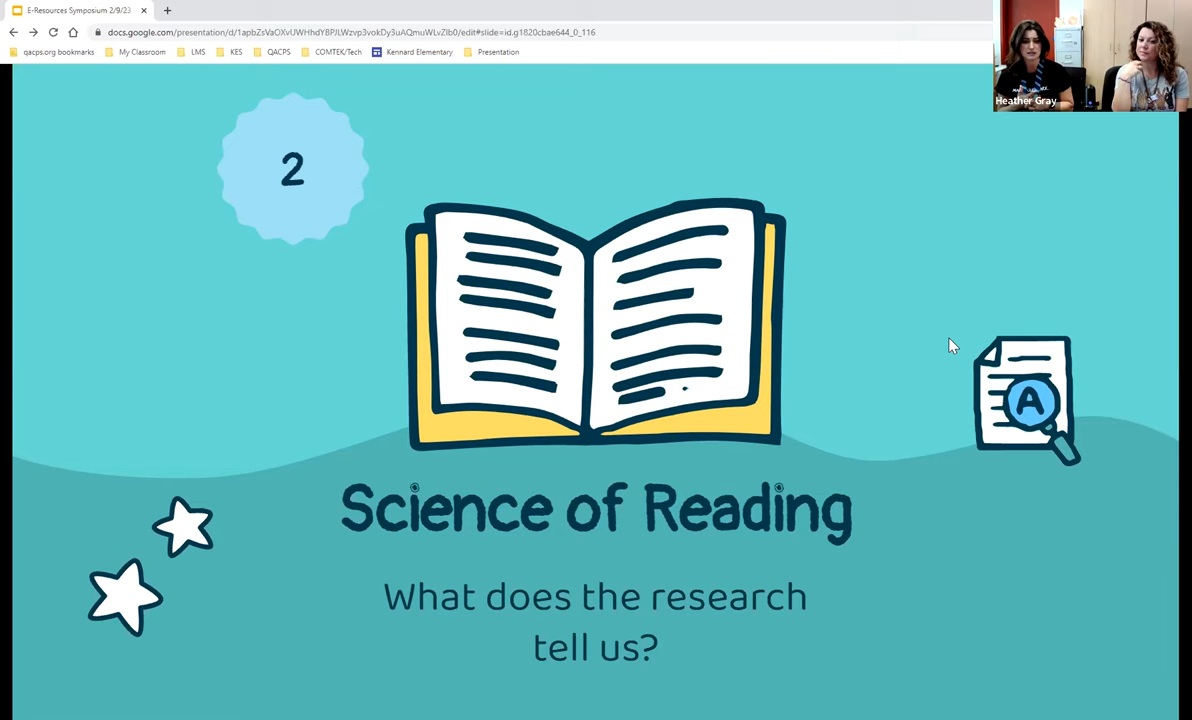 E-Resources Symposium 2/9/23
docs.google.com/presentation/d/1apbZsVaOXvUWHhdYBPJLWzvp3vokDy3uAQmuWLvZIb0/edit#slide=id.g1820cbae644_0_116
qacps.org bookmarks My Classroom LMS KES QACPS COMTEK/Tech Kennard Elementary Presentation
Heather Gray
2
A
Science of Reading
What does the research
tell us?